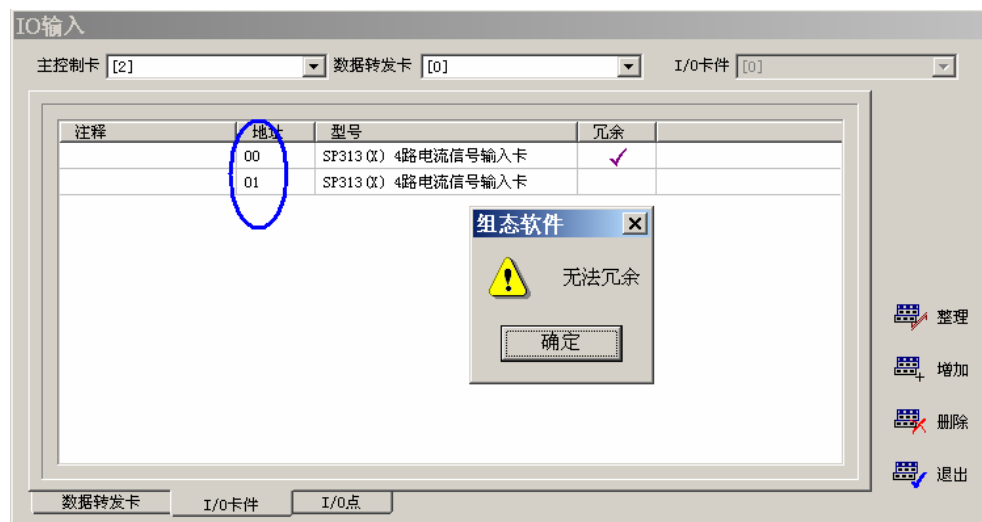 IO输入
主控制卡 [2] 数据转发卡 [0] I/O卡件 [0]
注释 地址 型号 冗余
00 SP313(X) 4路电流信号输入卡
01 SP313(X) 4路电流信号输入卡
组态软件
无法冗余
确定
整理
增加
删除
退出
数据转发卡 I/O卡件 I/O点